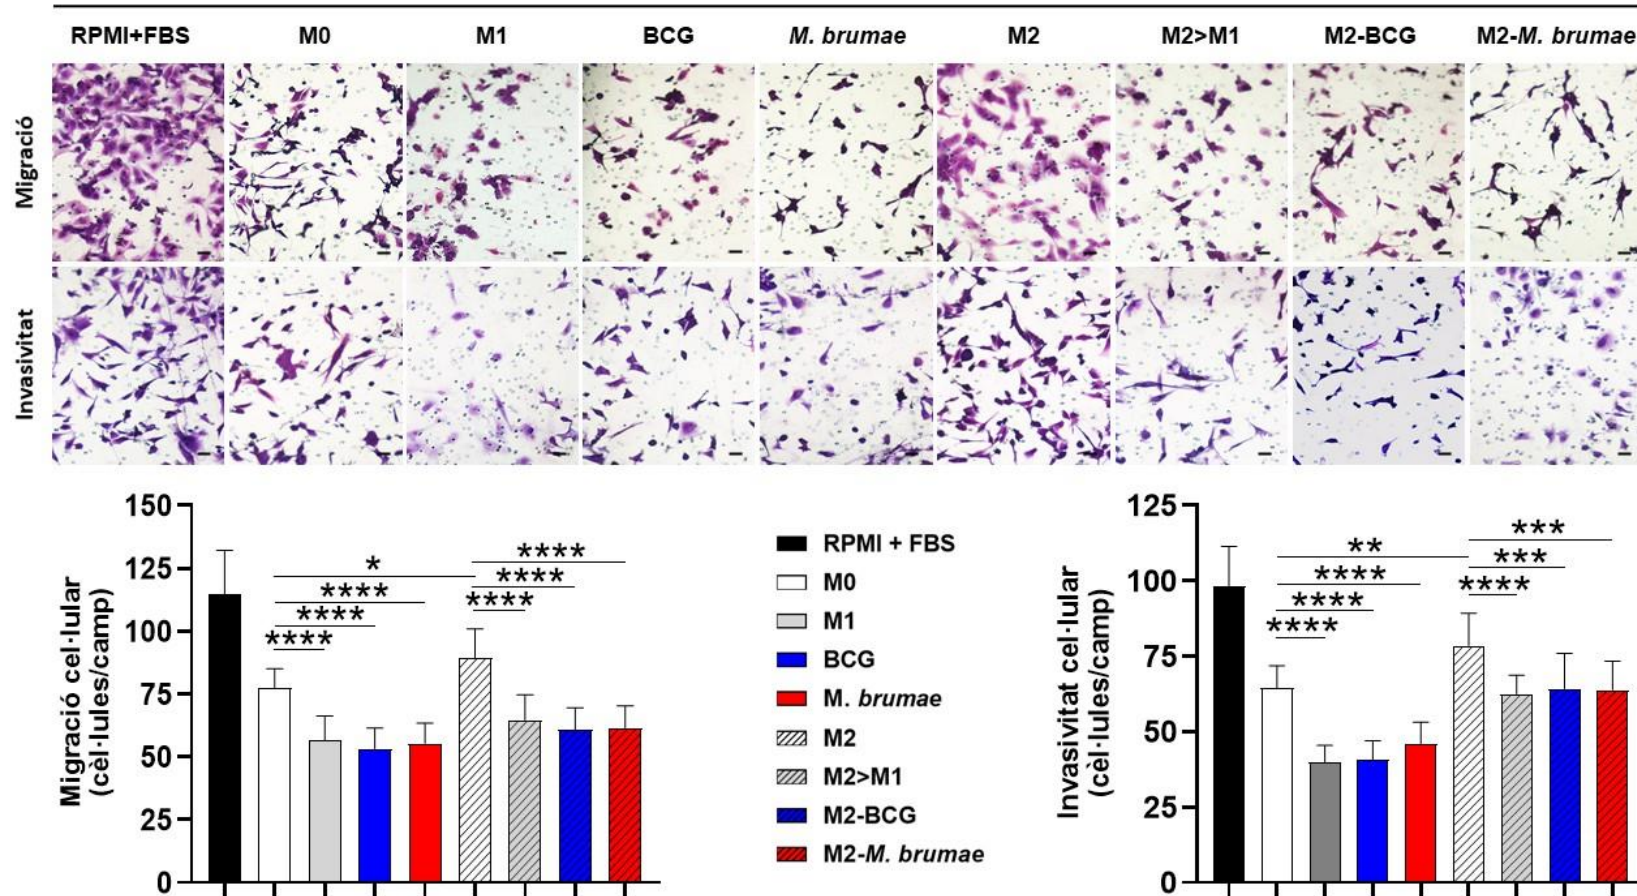 RPMI+FBS M0 M1 BCG M. brumae M2 M2>M1 M2-BCG M2-M. brumae
Migració
Invasivitat
Migració cel·lular
(cèl·lules/camp)
150
125
100
75
50
25
0
*
****
****
****
****
****
****
RPMI + FBS
M0
M1
BCG
M. brumae
M2
M2>M1
M2-BCG
M2-M. brumae
Invasivitat cel·lular
(cèl·lules/camp)
125
100
75
50
25
0
**
****
****
****
***
***
****